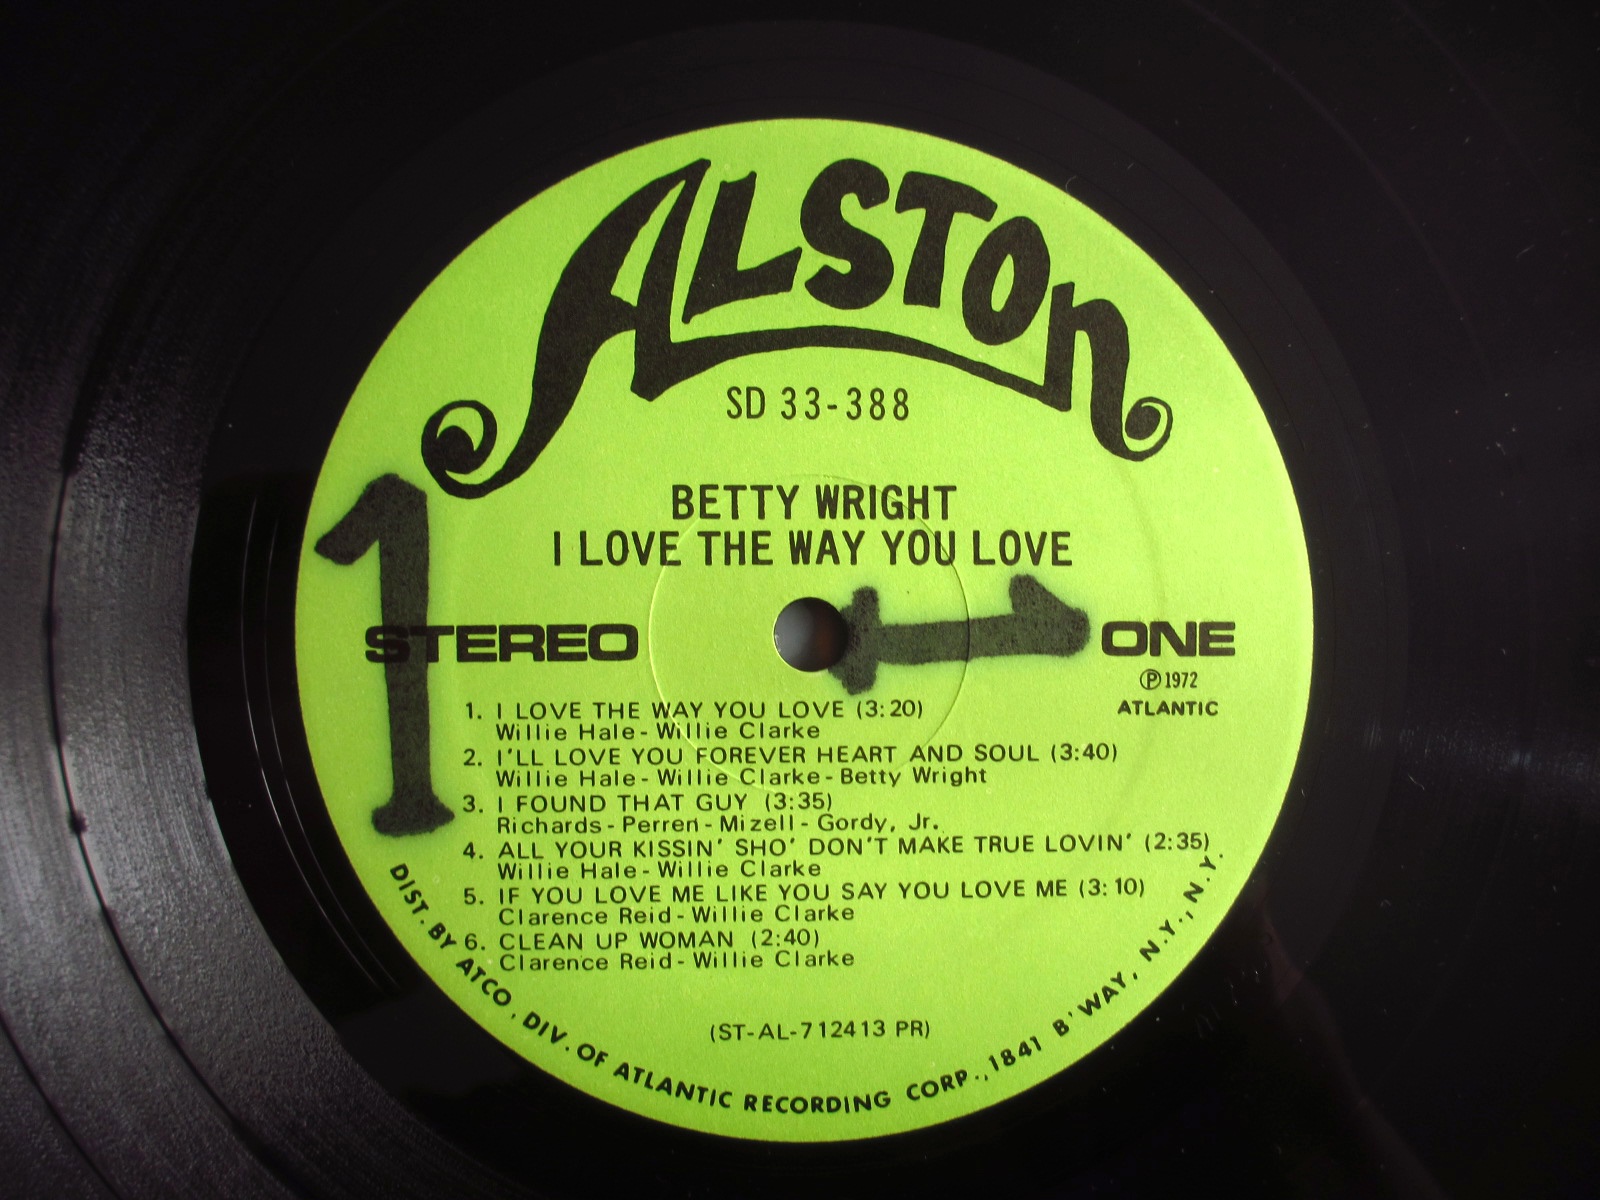 ALSTON
SD 33-388
BETTY WRIGHT
I LOVE THE WAY YOU LOVE
1
1
STEREO
ONE
Ⓟ1972
ATLANTIC
1. I LOVE THE WAY YOU LOVE (3:20)
Willie Hale - Willie Clarke
2. I'LL LOVE YOU FOREVER HEART AND SOUL (3:40)
Willie Hale - Willie Clarke - Betty Wright
3. I FOUND THAT GUY (3:35)
Richards - Perren - Mizell - Gordy, Jr.
4. ALL YOUR KISSIN' SHO' DON'T MAKE TRUE LOVIN' (2:35)
Willie Hale - Willie Clarke
5. IF YOU LOVE ME LIKE YOU SAY YOU LOVE ME (3:10)
Clarence Reid - Willie Clarke
6. CLEAN UP WOMAN (2:40)
Clarence Reid - Willie Clarke
(ST-AL-712413 PR)
DIST. BY ATCO, DIV. OF ATLANTIC RECORDING CORP., 1841 B'WAY, N.Y., N.Y.